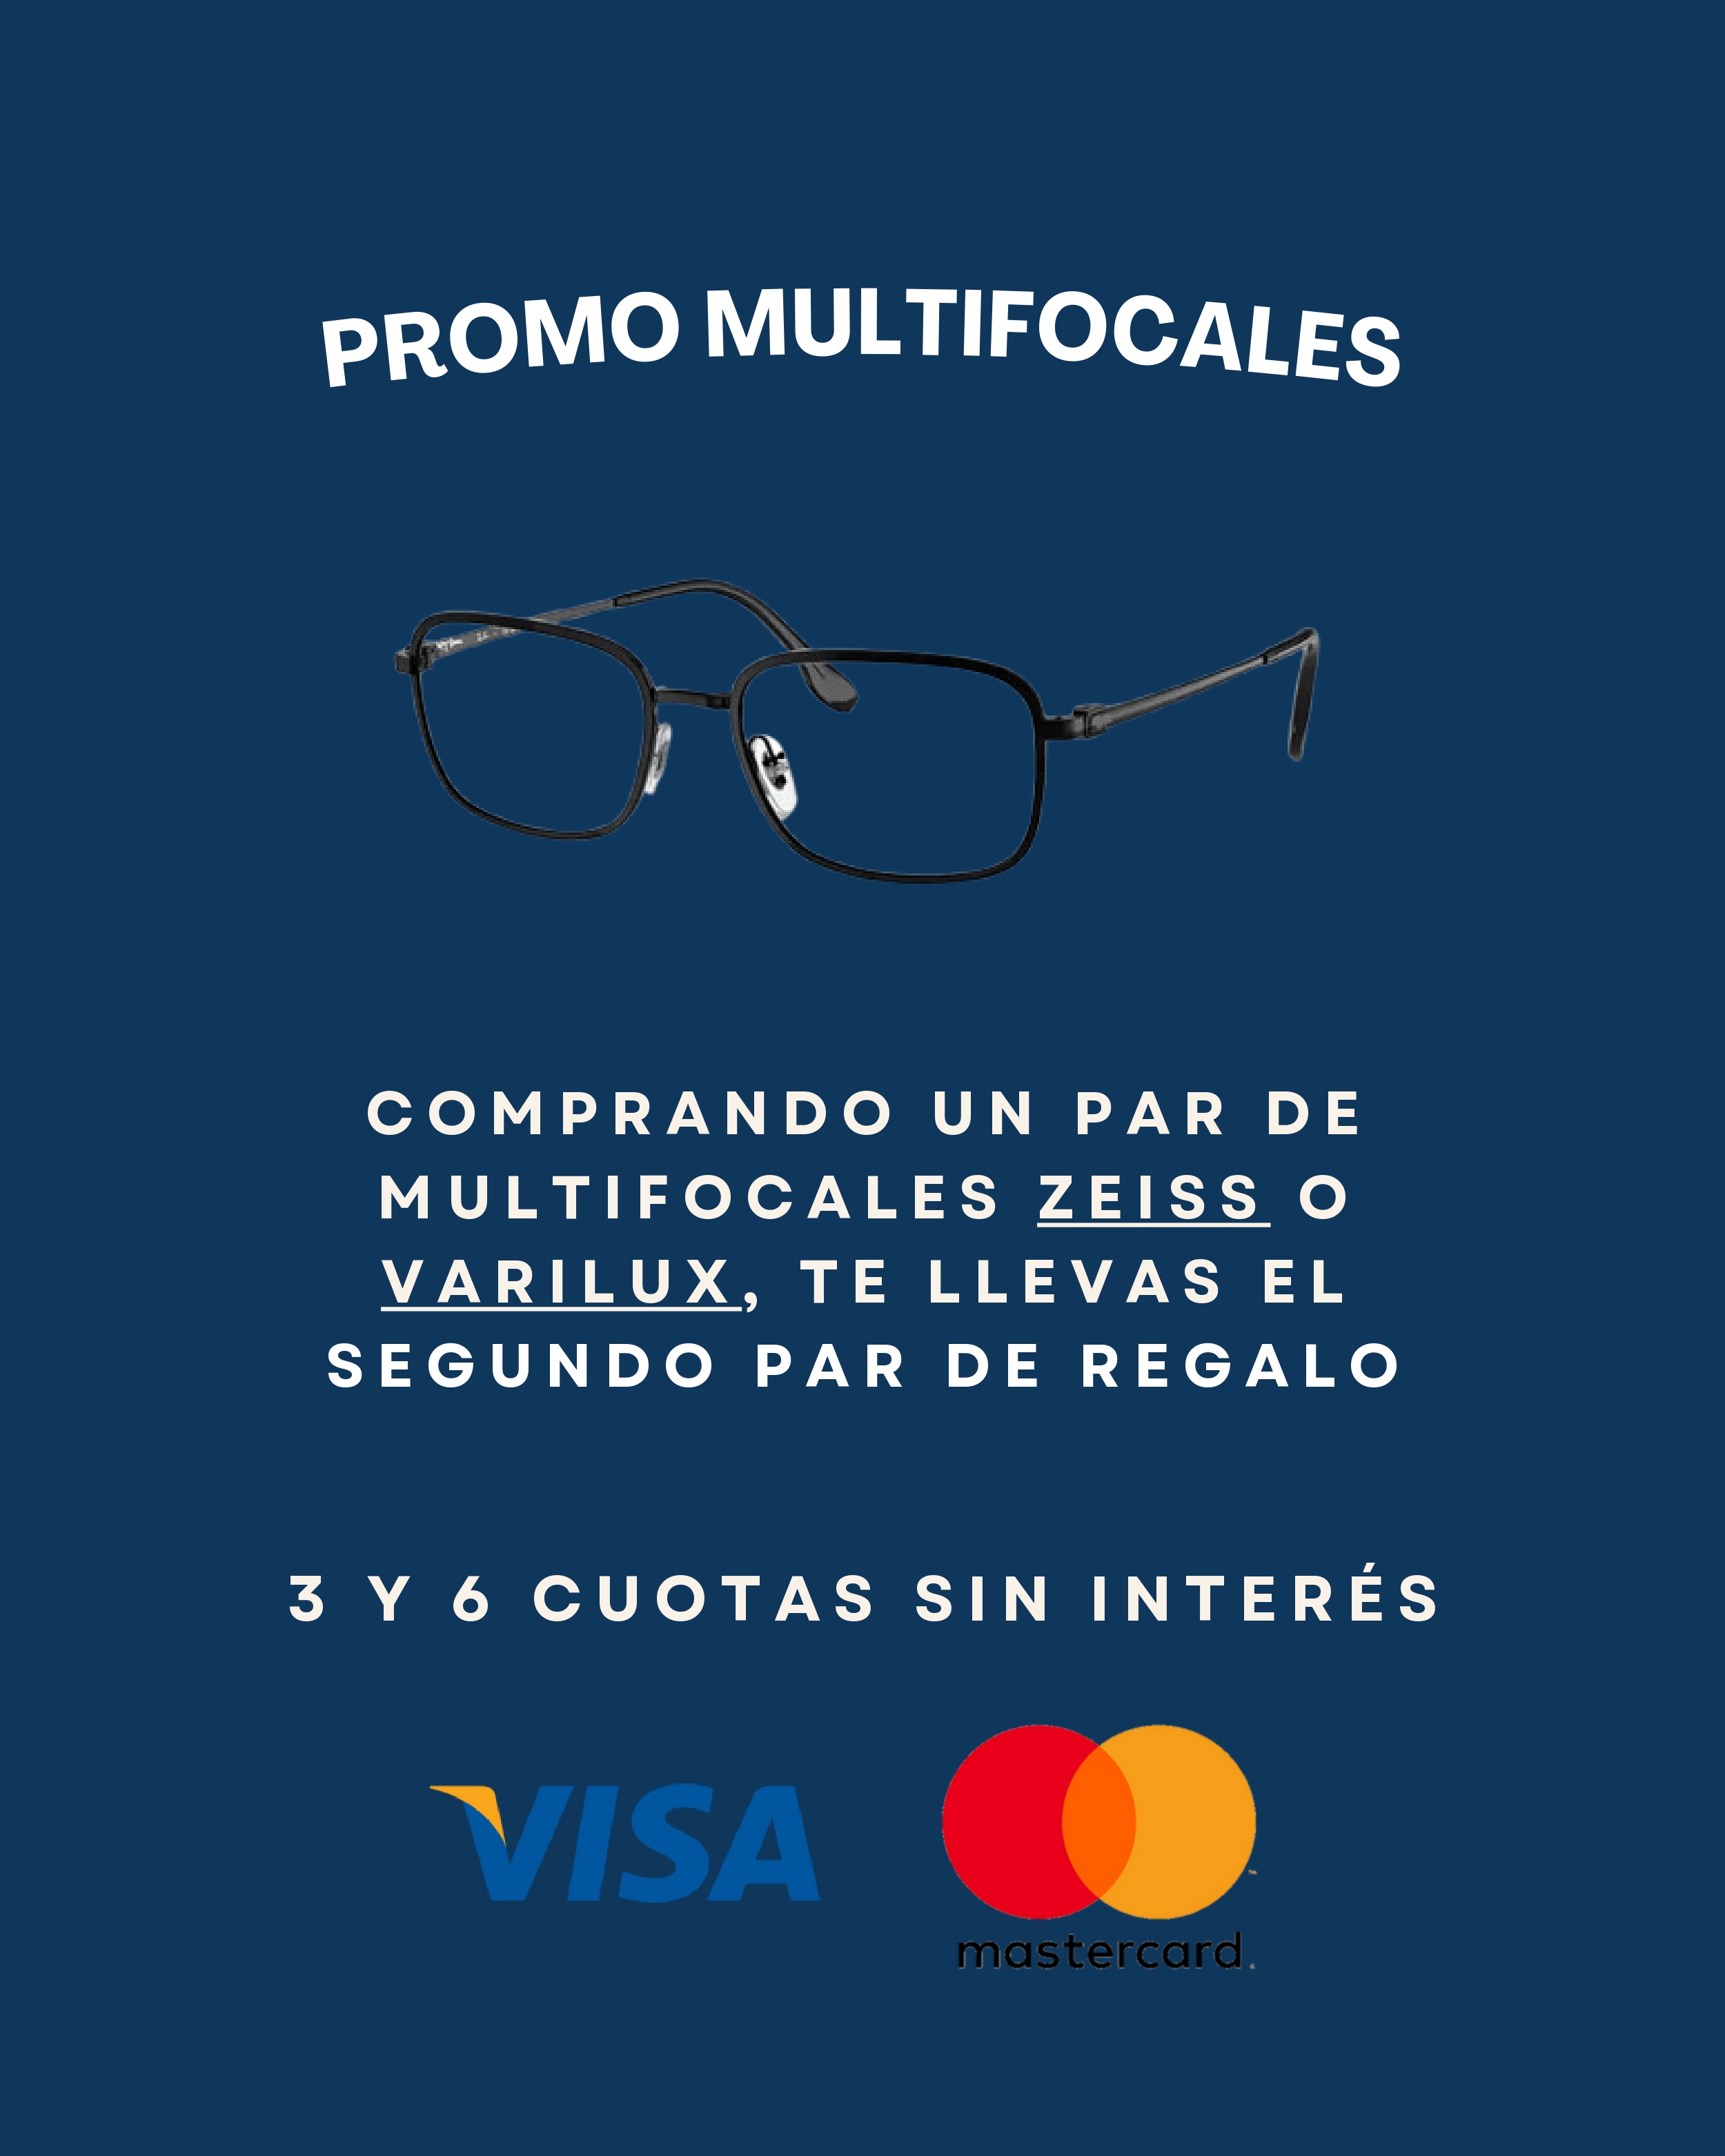 PROMO MULTIFOCALES
COMPRANDO UN PAR DE
MULTIFOCALES ZEISS O
VARILUX, TE LLEVAS EL
SEGUNDO PAR DE REGALO
3 Y 6 CUOTAS SIN INTERÉS
VISA
mastercard.